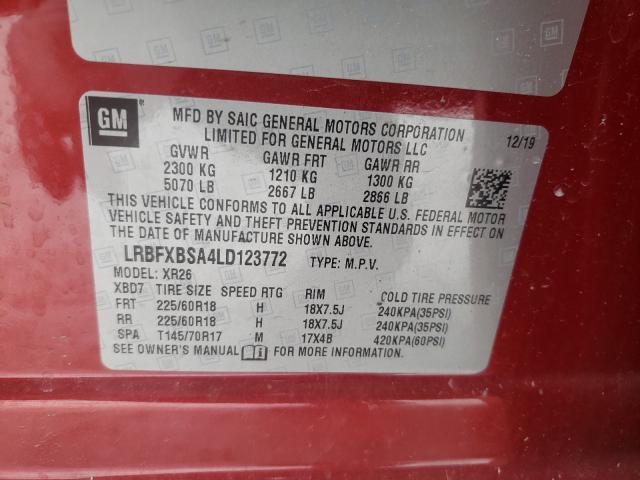 GM
MFD BY SAIC GENERAL MOTORS CORPORATION
LIMITED FOR GENERAL MOTORS LLC
12/19
GVWR GAWR FRT GAWR RR
2300 KG 1210 KG 1300 KG
5070 LB 2667 LB 2866 LB
THIS VEHICLE CONFORMS TO ALL APPLICABLE U.S. FEDERAL MOTOR
VEHICLE SAFETY AND THEFT PREVENTION STANDARDS IN EFFECT ON
THE DATE OF MANUFACTURE SHOWN ABOVE.
LRBFXBSA4LD123772 TYPE: M.P.V.
MODEL: XR26
XBD7 TIRE SIZE SPEED RTG RIM COLD TIRE PRESSURE
FRT 225/60R18 H 18X7.5J 240KPA(35PSI)
RR 225/60R18 H 18X7.5J 240KPA(35PSI)
SPA T145/70R17 M 17X4B 420KPA(60PSI)
SEE OWNER'S MANUAL FOR MORE INFORMATION